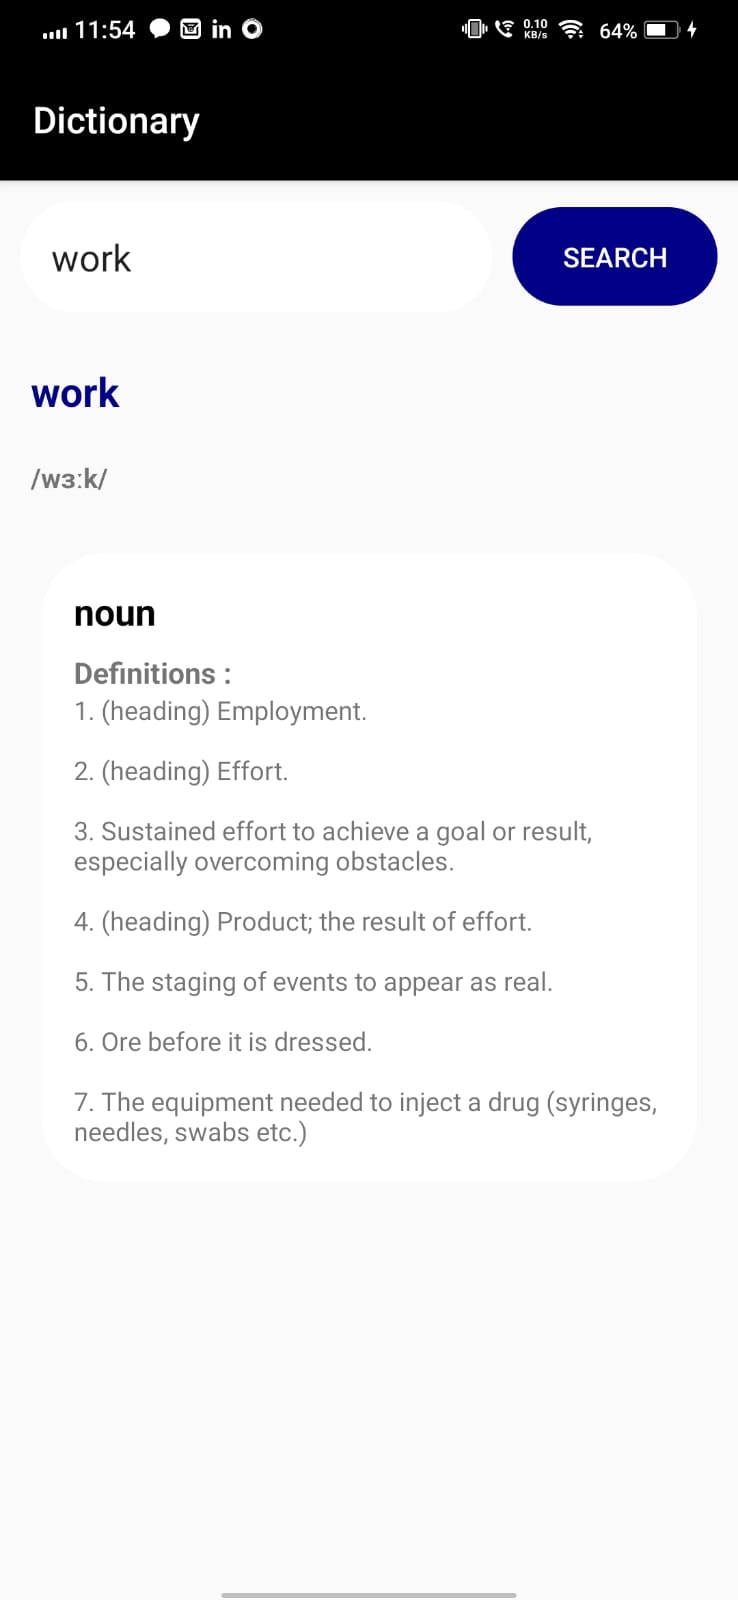 11:54 in 0.10 KB/s 64%
Dictionary
work SEARCH
work
/wɜːk/
noun
Definitions :
1. (heading) Employment.
2. (heading) Effort.
3. Sustained effort to achieve a goal or result,
especially overcoming obstacles.
4. (heading) Product; the result of effort.
5. The staging of events to appear as real.
6. Ore before it is dressed.
7. The equipment needed to inject a drug (syringes,
needles, swabs etc.)